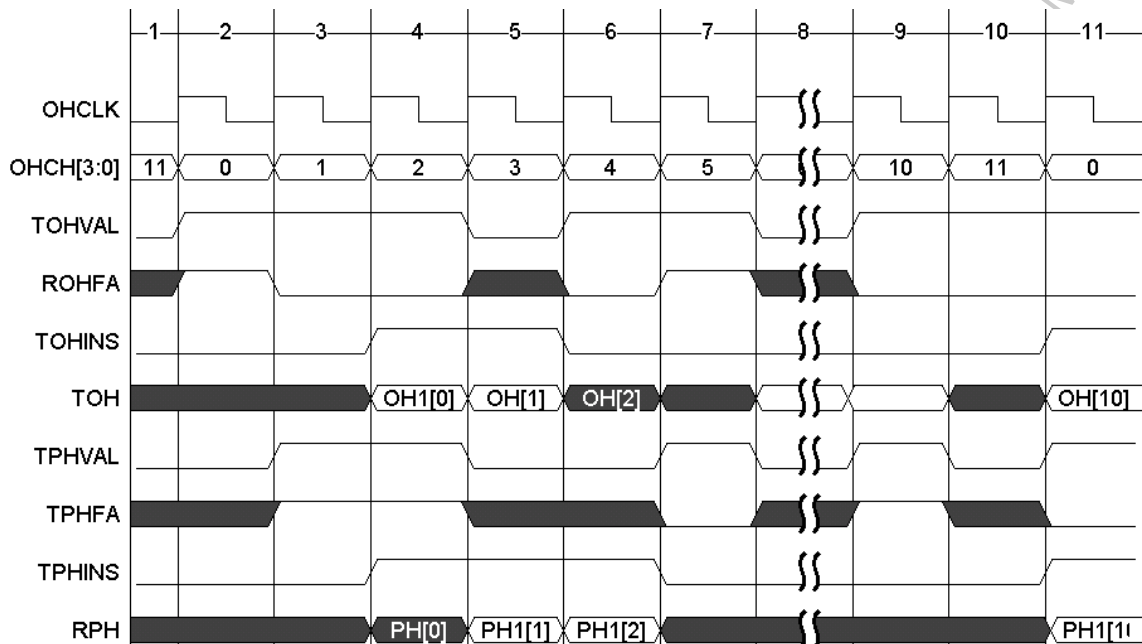 1 2 3 4 5 6 7 8 9 10 11
OHCLK
OHCH[3:0] 11 0 1 2 3 4 5 10 11 0
TOHVAL
ROHFA
TOHINS
TOH OH1[0] OH[1] OH[2] OH[10]
TPHVAL
TPHFA
TPHINS
RPH PH[0] PH1[1] PH1[2]